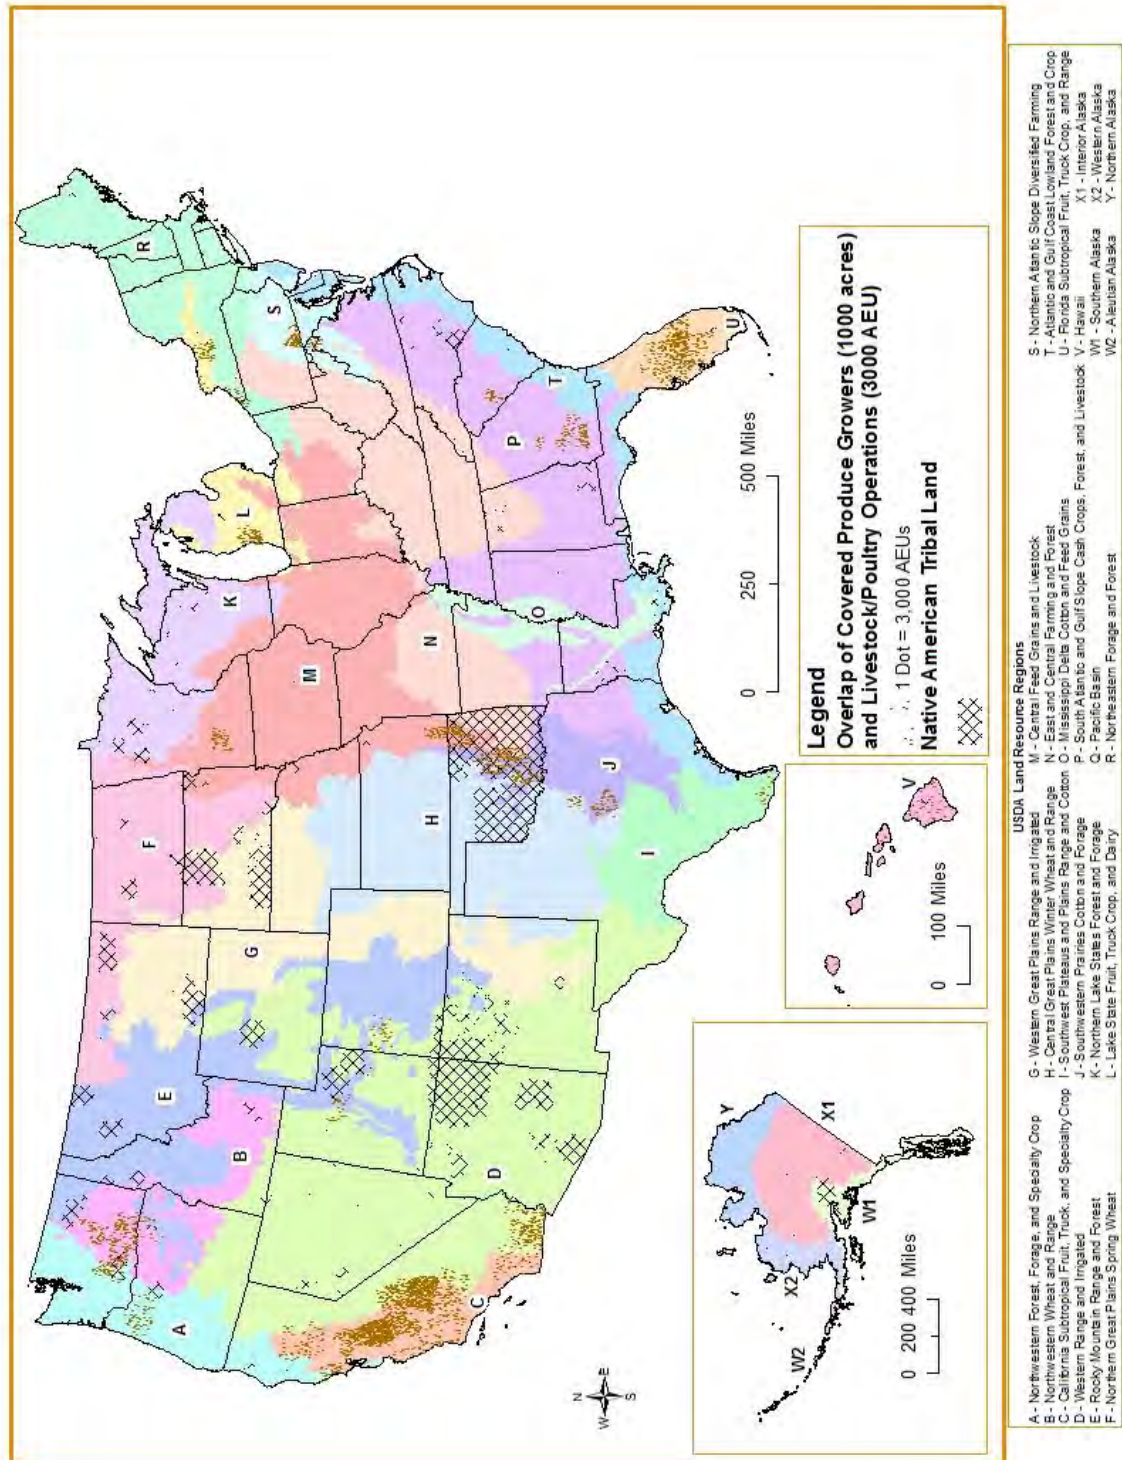 R
S
K
L
F
M
N
E
G
H
B
A
D
C
J
I
O
P
T
U
Legend
Overlap of Covered Produce Growers (1000 acres)
and Livestock/Poultry Operations (3000 AEU)
1 Dot = 3,000 AEUs
Native American Tribal Land
0 250 500 Miles
N
W E
S
Y
X1
X2
W1
W2
0 200 400 Miles
V
0 100 Miles
USDA Land Resource Regions
A - Northwestern Forest, Forage, and Specialty Crop
B - Northwestern Wheat and Range
C - California Subtropical Fruit, Truck, and Specialty Crop
D - Western Range and Irrigated
E - Rocky Mountain Range and Forest
F - Northern Great Plains Spring Wheat
G - Western Great Plains Range and Irrigated
H - Central Great Plains Winter Wheat and Range
I - Southwest Plateaus and Plains Range and Cotton
J - Southwestern Prairies Cotton and Forage
K - Northern Lake States Forest and Forage
L - Lake State Fruit, Truck Crop, and Dairy
M - Central Feed Grains and Livestock
N - East and Central Farming and Forest
O - Mississippi Delta Cotton and Feed Grains
P - South Atlantic and Gulf Slope Cash Crops, Forest, and Livestock
Q - Pacific Basin
R - Northeastern Forage and Forest
S - Northern Atlantic Slope Diversified Farming
T - Atlantic and Gulf Coast Lowland Forest and Crop
U - Florida Subtropical Fruit, Truck Crop, and Range
V - Hawaii
W1 - Southern Alaska
W2 - Aleutian Alaska
X1 - Interior Alaska
X2 - Western Alaska
Y - Northern Alaska